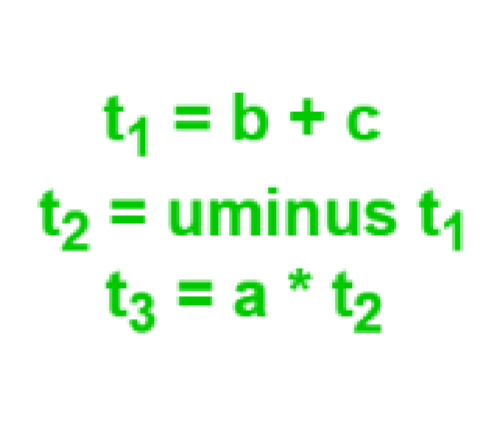 t₁ = b + c
t₂ = uminus t₁
t₃ = a * t₂